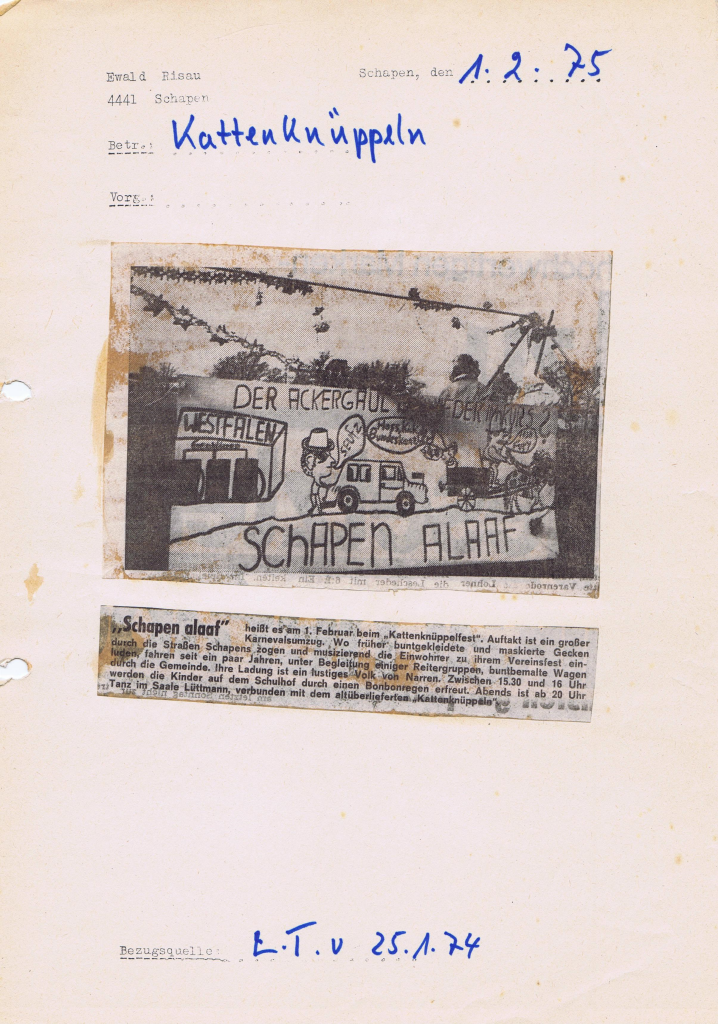 Ewald Risau
Schapen, den 1. 2. 75
4441 Schapen
Betr.: Kattenknüppeln
Vorg.:
DER ACKERGAUL
WESTFALEN
SCHAPEN ALAAF
„Schapen alaaf" heißt es am 1. Februar beim „Kattenknüppelfest". Auftakt ist ein großer
Karnevalsumzug. Wo früher buntgekleidete und maskierte Gecken
durch die Straßen Schapens zogen und musizierend die Einwohner zu ihrem Vereinsfest ein-
luden, fahren seit ein paar Jahren, unter Begleitung einiger Reitergruppen, buntbemalte Wagen
durch die Gemeinde. Ihre Ladung ist ein lustiges Volk von Narren. Zwischen 15.30 und 16 Uhr
werden die Kinder auf dem Schulhof durch einen Bonbonregen erfreut. Abends ist ab 20 Uhr
Tanz im Saale Lüttmann, verbunden mit dem altüberlieferten „Kattenknüppeln"
Bezugsquelle: L.T. v 25.1.74